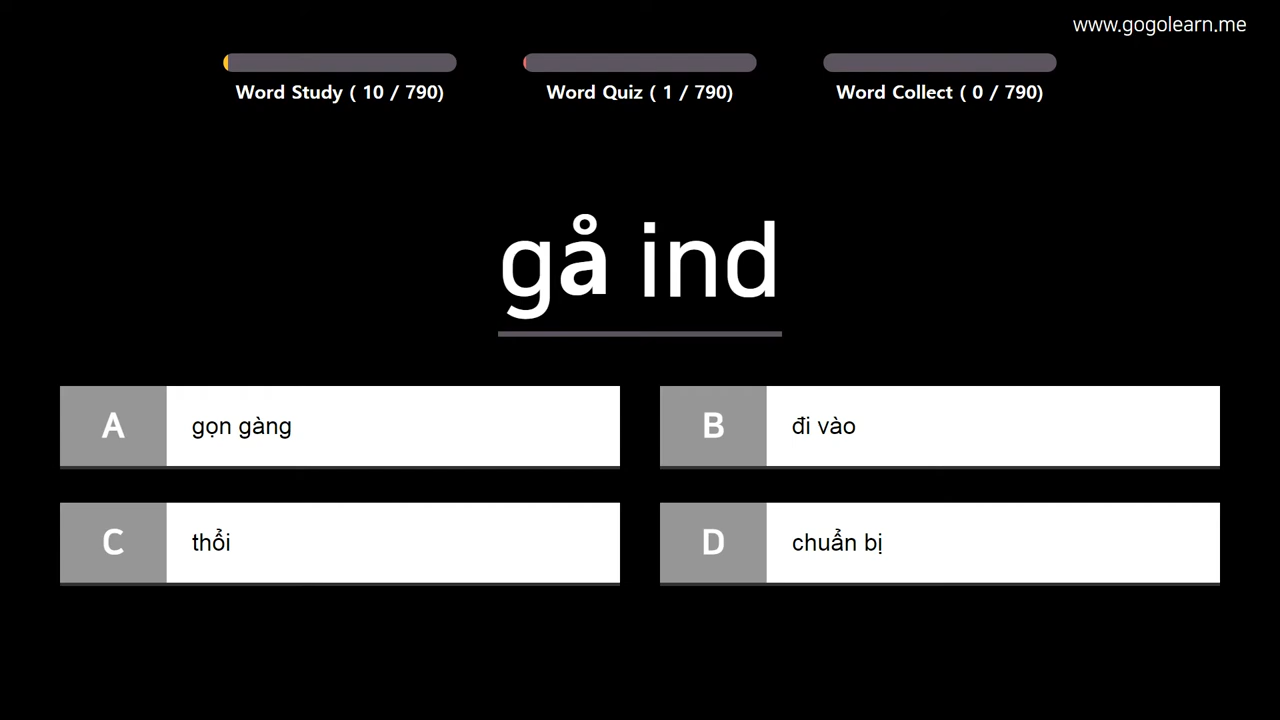 www.gogolearn.me
Word Study ( 10 / 790)
Word Quiz ( 1 / 790)
Word Collect ( 0 / 790)
gå ind
A gọn gàng
B đi vào
C thổi
D chuẩn bị